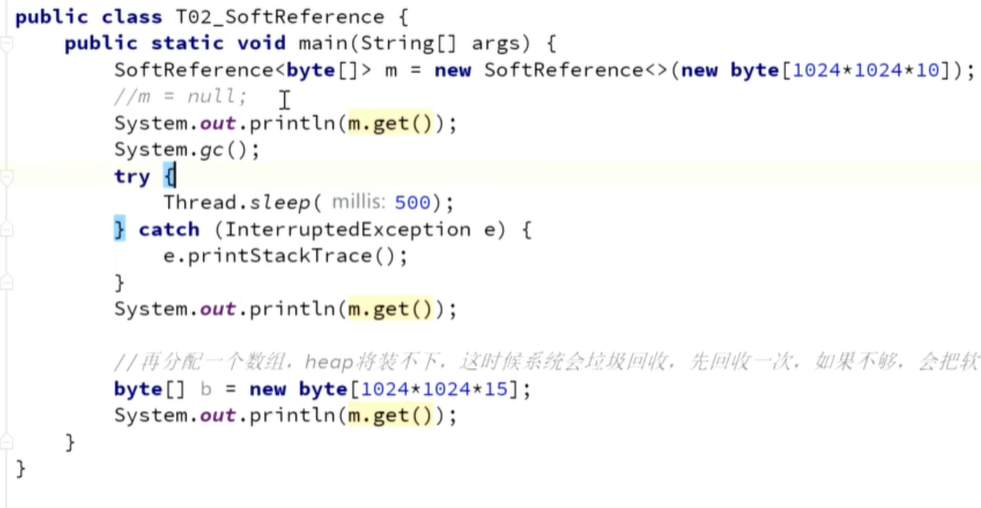 public class T02_SoftReference {
public static void main(String[] args) {
SoftReference<byte[]> m = new SoftReference<>(new byte[1024*1024*10]);
//m = null;
System.out.println(m.get());
System.gc();
try {
Thread.sleep( millis: 500);
} catch (InterruptedException e) {
e.printStackTrace();
}
System.out.println(m.get());
//再分配一个数组，heap将装不下，这时候系统会垃圾回收，先回收一次，如果不够，会把软
byte[] b = new byte[1024*1024*15];
System.out.println(m.get());
}
}